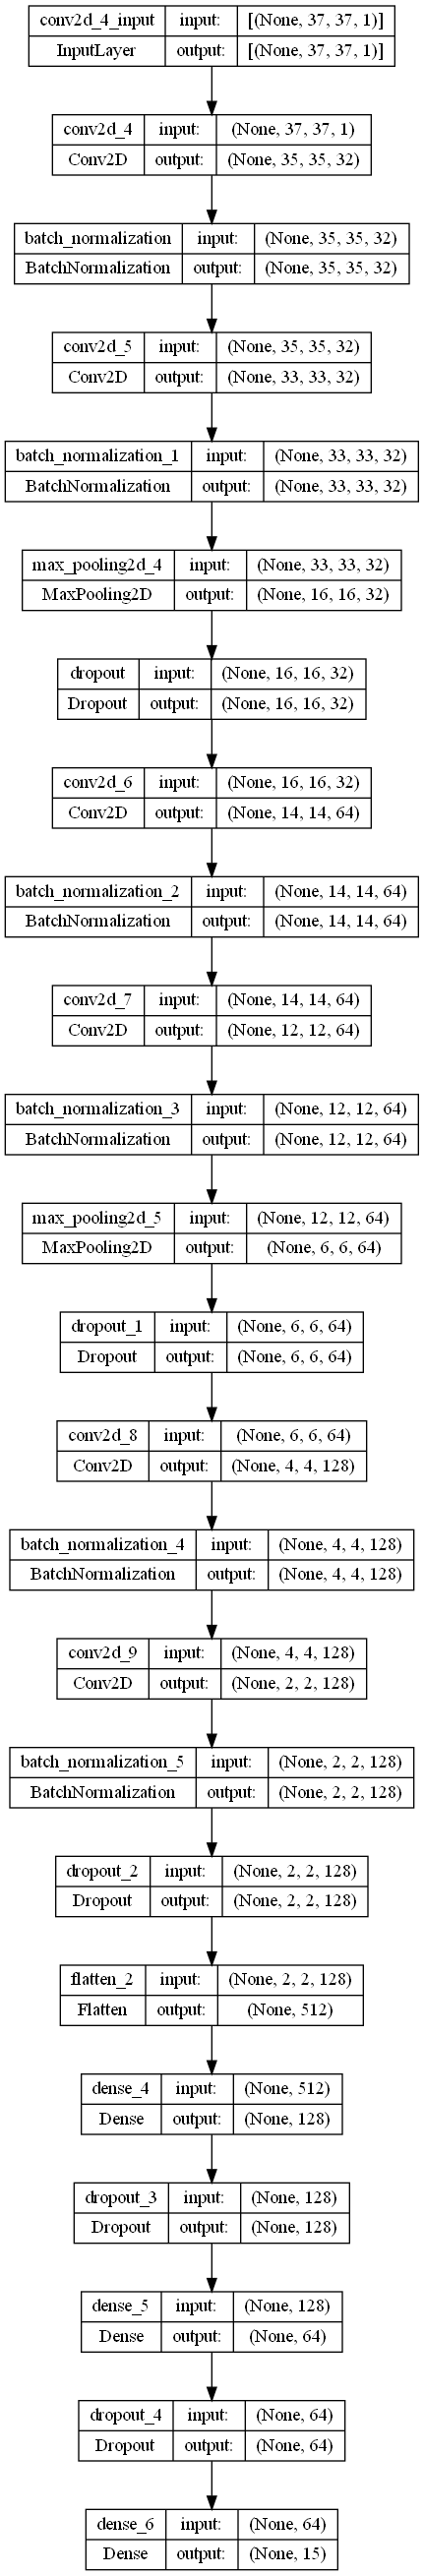 conv2d_4_input input: [(None, 37, 37, 1)]
InputLayer output: [(None, 37, 37, 1)]
conv2d_4 input: (None, 37, 37, 1)
Conv2D output: (None, 35, 35, 32)
batch_normalization input: (None, 35, 35, 32)
BatchNormalization output: (None, 35, 35, 32)
conv2d_5 input: (None, 35, 35, 32)
Conv2D output: (None, 33, 33, 32)
batch_normalization_1 input: (None, 33, 33, 32)
BatchNormalization output: (None, 33, 33, 32)
max_pooling2d_4 input: (None, 33, 33, 32)
MaxPooling2D output: (None, 16, 16, 32)
dropout input: (None, 16, 16, 32)
Dropout output: (None, 16, 16, 32)
conv2d_6 input: (None, 16, 16, 32)
Conv2D output: (None, 14, 14, 64)
batch_normalization_2 input: (None, 14, 14, 64)
BatchNormalization output: (None, 14, 14, 64)
conv2d_7 input: (None, 14, 14, 64)
Conv2D output: (None, 12, 12, 64)
batch_normalization_3 input: (None, 12, 12, 64)
BatchNormalization output: (None, 12, 12, 64)
max_pooling2d_5 input: (None, 12, 12, 64)
MaxPooling2D output: (None, 6, 6, 64)
dropout_1 input: (None, 6, 6, 64)
Dropout output: (None, 6, 6, 64)
conv2d_8 input: (None, 6, 6, 64)
Conv2D output: (None, 4, 4, 128)
batch_normalization_4 input: (None, 4, 4, 128)
BatchNormalization output: (None, 4, 4, 128)
conv2d_9 input: (None, 4, 4, 128)
Conv2D output: (None, 2, 2, 128)
batch_normalization_5 input: (None, 2, 2, 128)
BatchNormalization output: (None, 2, 2, 128)
dropout_2 input: (None, 2, 2, 128)
Dropout output: (None, 2, 2, 128)
flatten_2 input: (None, 2, 2, 128)
Flatten output: (None, 512)
dense_4 input: (None, 512)
Dense output: (None, 128)
dropout_3 input: (None, 128)
Dropout output: (None, 128)
dense_5 input: (None, 128)
Dense output: (None, 64)
dropout_4 input: (None, 64)
Dropout output: (None, 64)
dense_6 input: (None, 64)
Dense output: (None, 15)